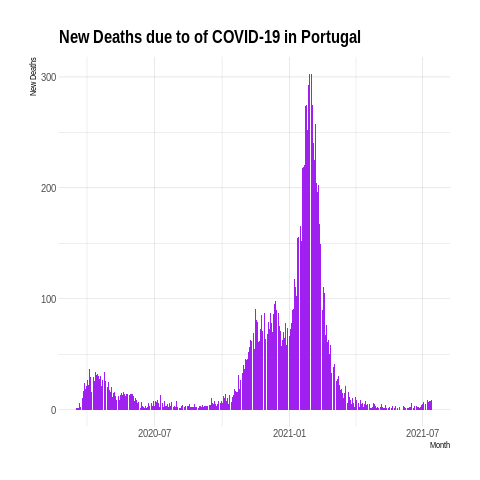 New Deaths due to of COVID-19 in Portugal
New Deaths
300
200
100
0
2020-07
2021-01
2021-07
Month